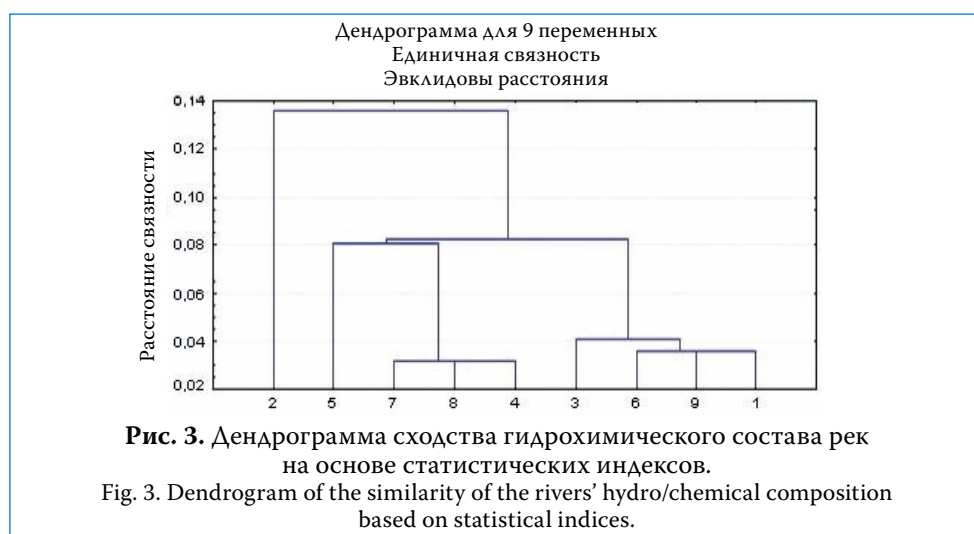 Дендрограмма для 9 переменных
Единичная связность
Эвклидовы расстояния
Расстояние связности
0,14
0,12
0,10
0,08
0,06
0,04
0,02
2 5 7 8 4 3 6 9 1
Рис. 3. Дендрограмма сходства гидрохимического состава рек
на основе статистических индексов.
Fig. 3. Dendrogram of the similarity of the rivers' hydro/chemical composition
based on statistical indices.